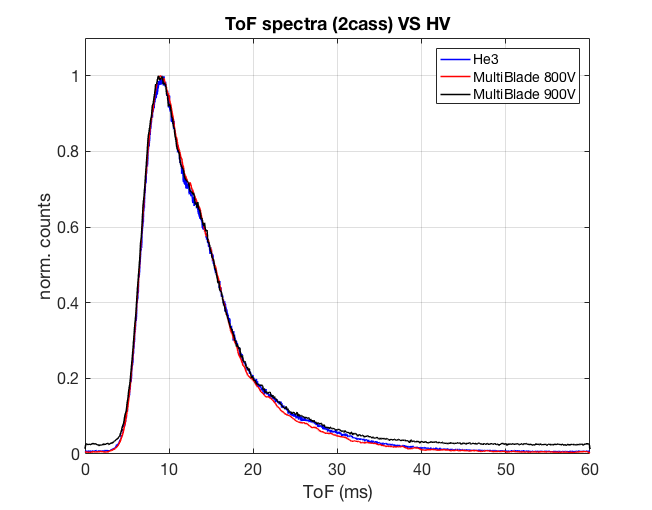 ToF spectra (2cass) VS HV
He3
MultiBlade 800V
MultiBlade 900V
1
0.8
0.6
0.4
0.2
0
norm. counts
0 10 20 30 40 50 60
ToF (ms)